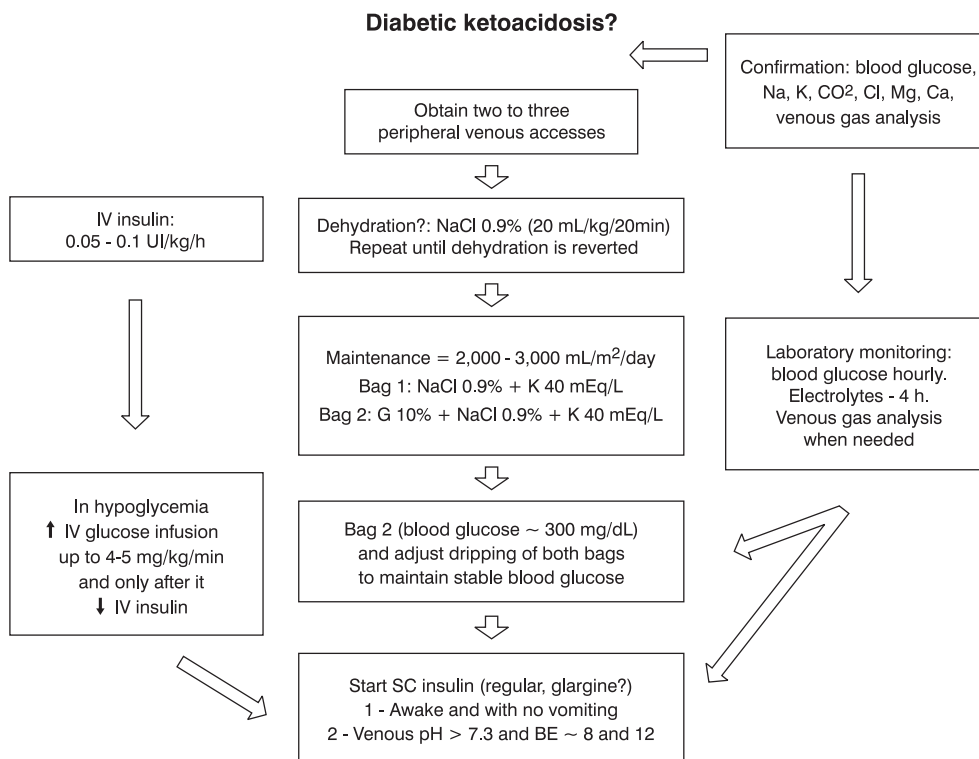 Diabetic ketoacidosis?
Confirmation: blood glucose,
Na, K, CO², Cl, Mg, Ca,
venous gas analysis
Obtain two to three
peripheral venous accesses
IV insulin:
0.05 - 0.1 UI/kg/h
Dehydration?: NaCl 0.9% (20 mL/kg/20min)
Repeat until dehydration is reverted
Maintenance = 2,000 - 3,000 mL/m²/day
Bag 1: NaCl 0.9% + K 40 mEq/L
Bag 2: G 10% + NaCl 0.9% + K 40 mEq/L
Laboratory monitoring:
blood glucose hourly.
Electrolytes - 4 h.
Venous gas analysis
when needed
In hypoglycemia
⬆ IV glucose infusion
up to 4-5 mg/kg/min
and only after it
⬇ IV insulin
Bag 2 (blood glucose ~ 300 mg/dL)
and adjust dripping of both bags
to maintain stable blood glucose
Start SC insulin (regular, glargine?)
1 - Awake and with no vomiting
2 - Venous pH > 7.3 and BE ~ 8 and 12